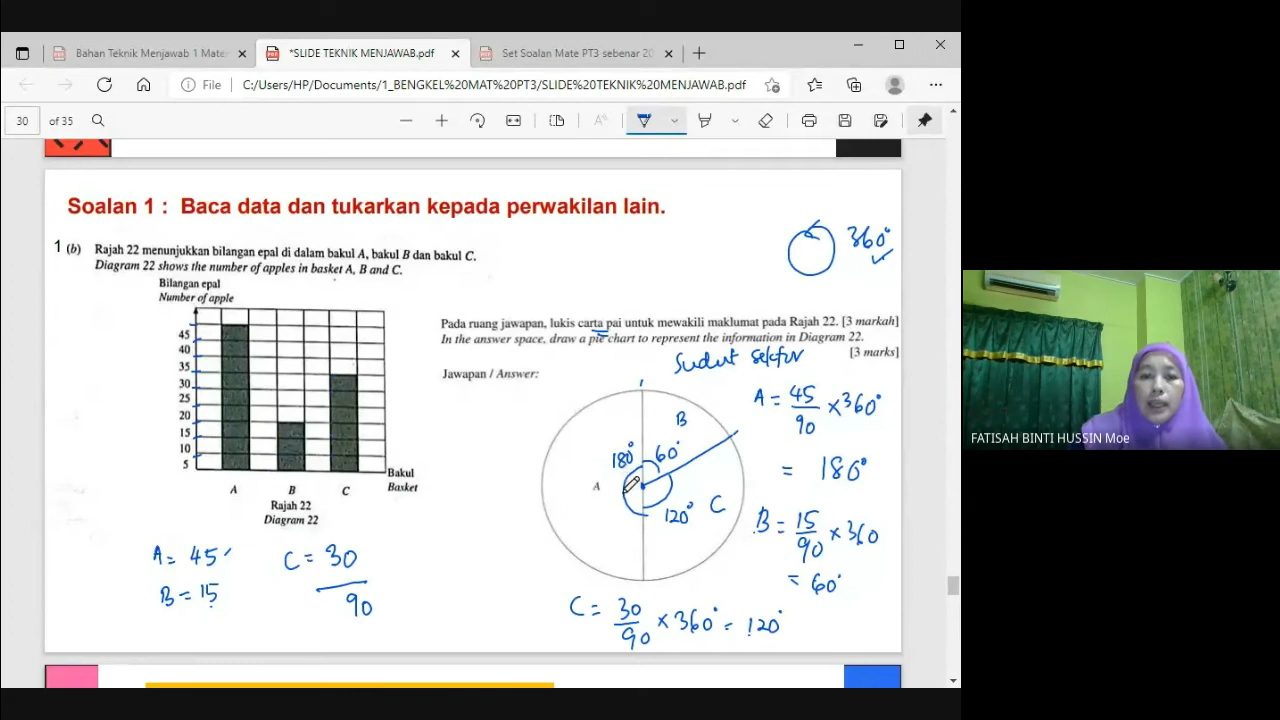 Bahan Teknik Menjawab 1 Mater
*SLIDE TEKNIK MENJAWAB.pdf
Set Soalan Mate PT3 sebenar 20
File
C:/Users/HP/Documents/1_BENGKEL%20MAT%20PT3/SLIDE%20TEKNIK%20MENJAWAB.pdf
30 of 35
Soalan 1 : Baca data dan tukarkan kepada perwakilan lain.
1 (b) Rajah 22 menunjukkan bilangan epal di dalam bakul A, bakul B dan bakul C.
Diagram 22 shows the number of apples in basket A, B and C.
Bilangan epal
Number of apple
45
40
35
30
25
20
15
10
5
Bakul
Basket
A B C
Rajah 22
Diagram 22
A = 45
B = 15
C = 30
90
360°
Pada ruang jawapan, lukis carta pai untuk mewakili maklumat pada Rajah 22. [3 markah]
In the answer space, draw a pie chart to represent the information in Diagram 22.
[3 marks]
Sudut sektor
Jawapan / Answer:
B
180° 60°
A
120° C
A = 45/90 × 360°
= 180°
B = 15/90 × 360
= 60°
C = 30/90 × 360° = 120°
FATISAH BINTI HUSSIN Moe